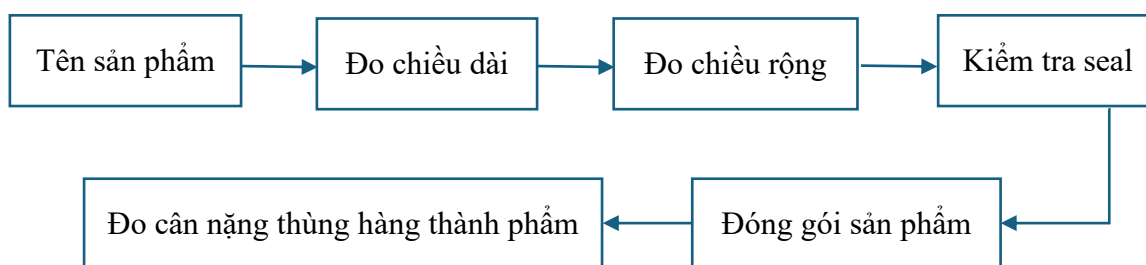 Tên sản phẩm
Đo chiều dài
Đo chiều rộng
Kiểm tra seal
Đóng gói sản phẩm
Đo cân nặng thùng hàng thành phẩm